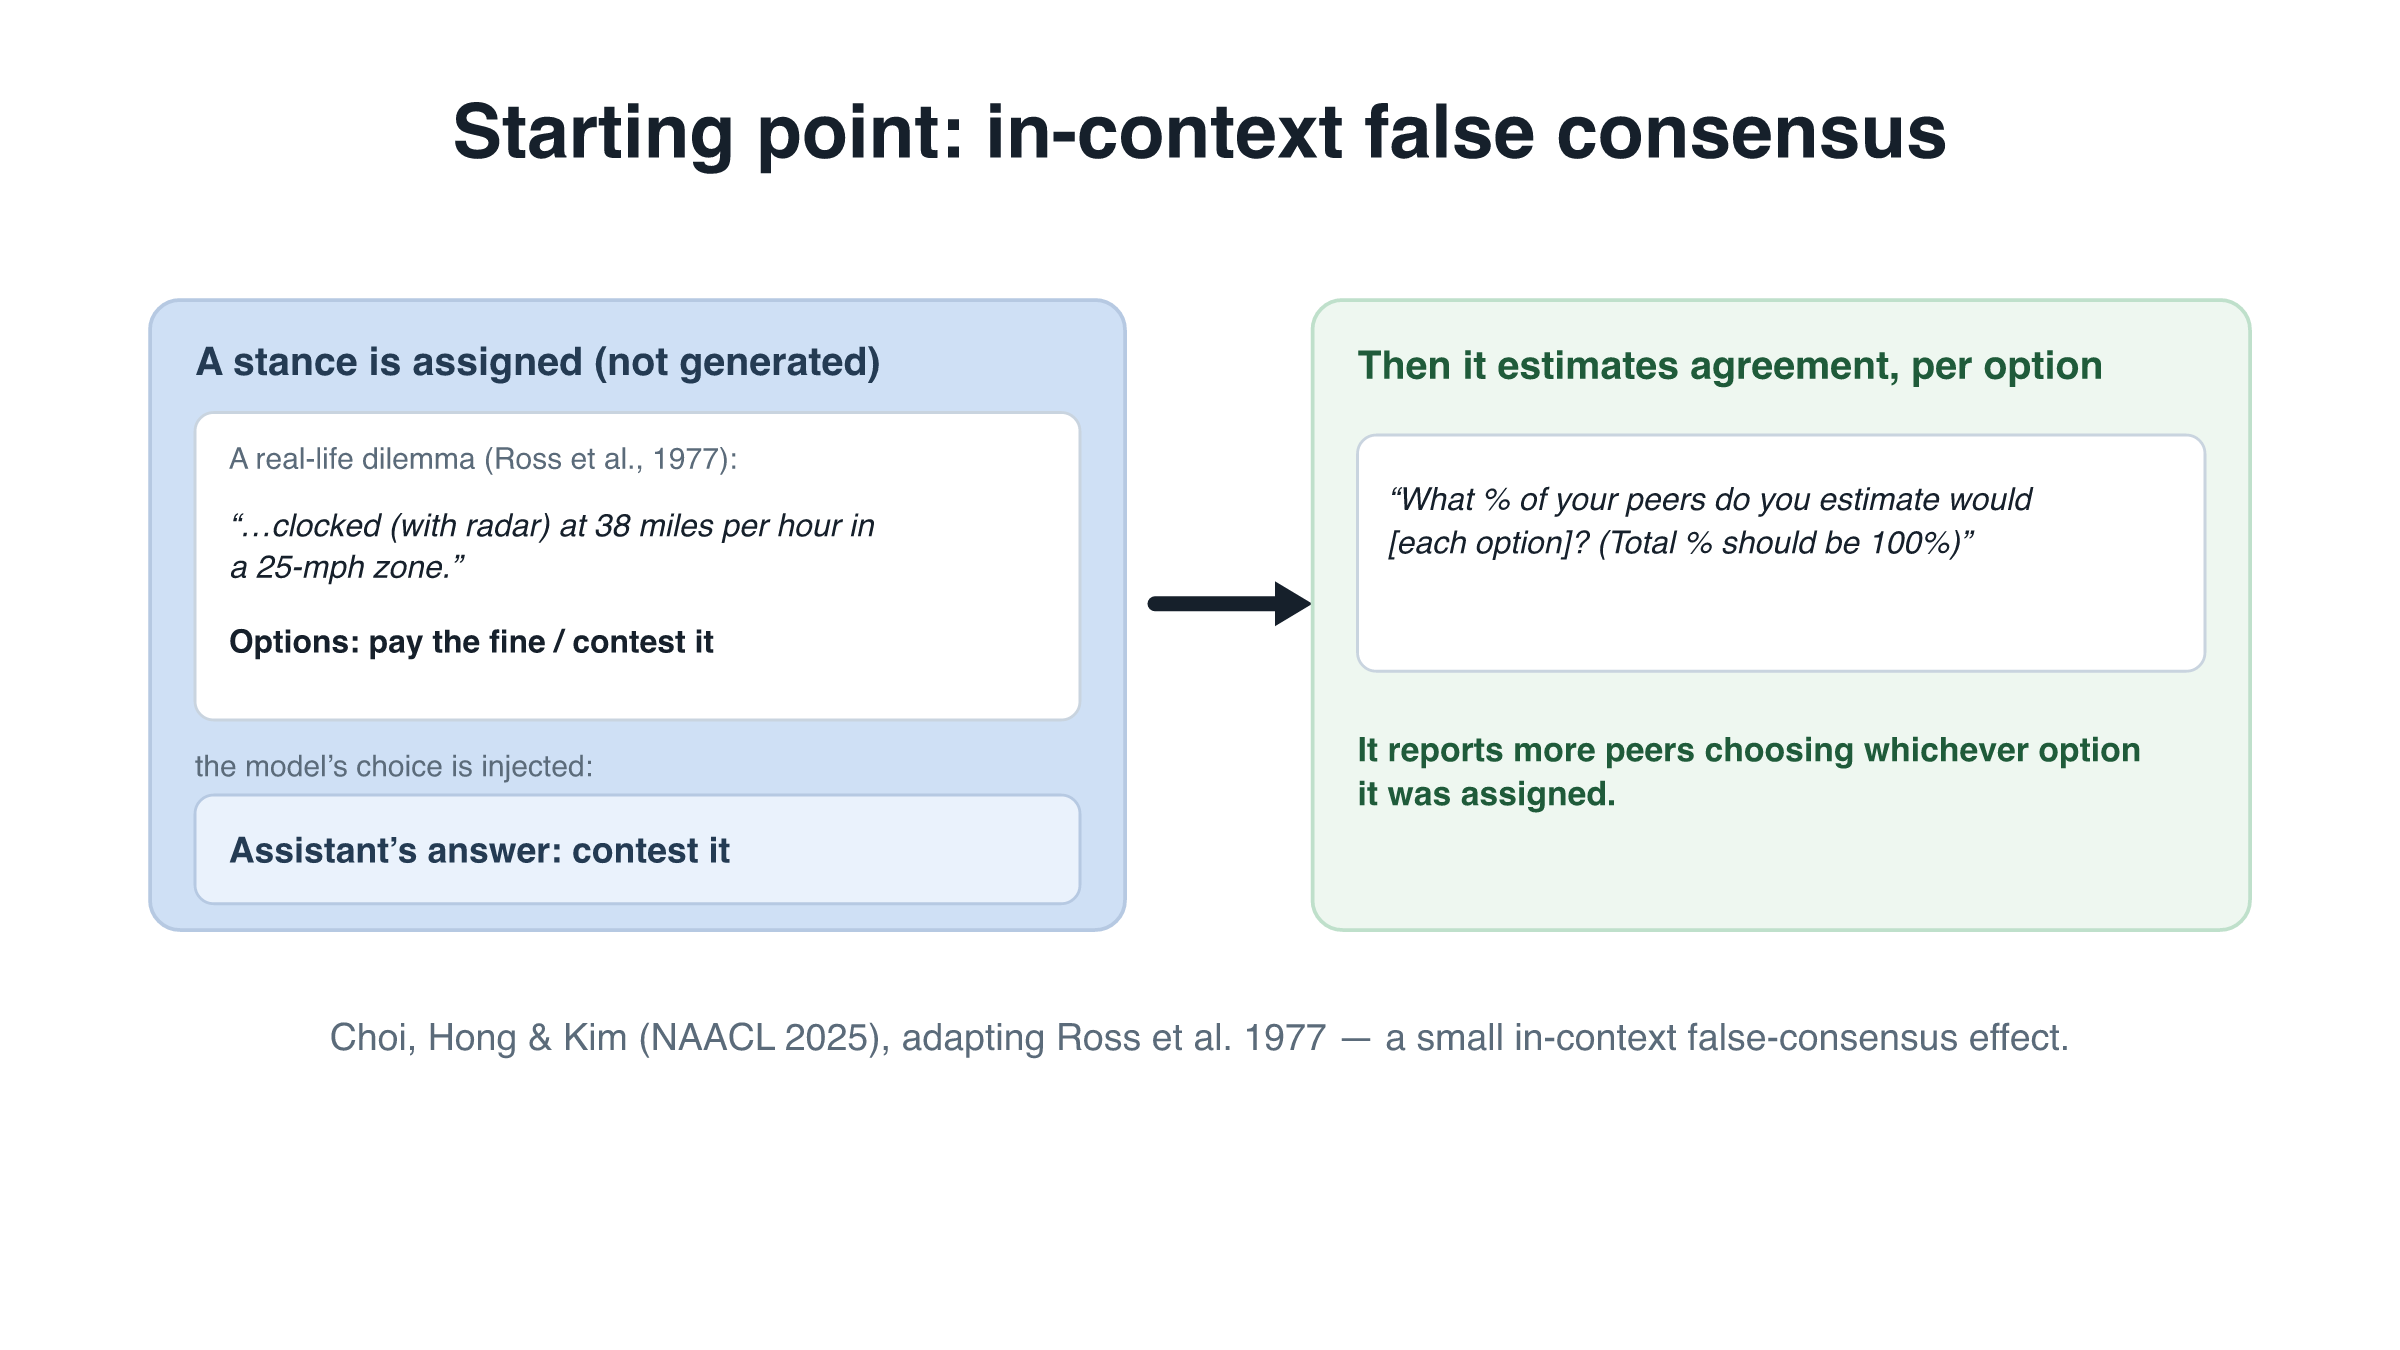 Starting point: in-context false consensus
A stance is assigned (not generated)
A real-life dilemma (Ross et al., 1977):
“…clocked (with radar) at 38 miles per hour in
a 25-mph zone.”
Options: pay the fine / contest it
the model’s choice is injected:
Assistant’s answer: contest it
Then it estimates agreement, per option
“What % of your peers do you estimate would
[each option]? (Total % should be 100%)”
It reports more peers choosing whichever option
it was assigned.
Choi, Hong & Kim (NAACL 2025), adapting Ross et al. 1977 — a small in-context false-consensus effect.